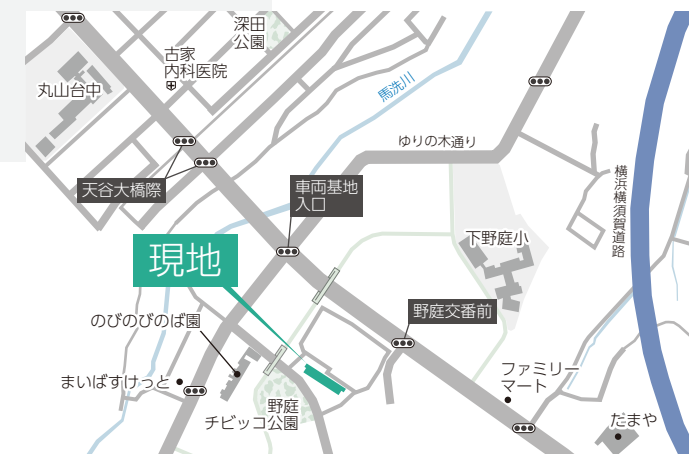 深田
公園
古家
内科医院
丸山台中
馬洗川
ゆりの木通り
天谷大橋際
車両基地
入口
横浜横須賀道路
下野庭小
現地
野庭交番前
のびのびのば園
ファミリー
マート
まいばすけっと
野庭
チビッコ公園
たまや